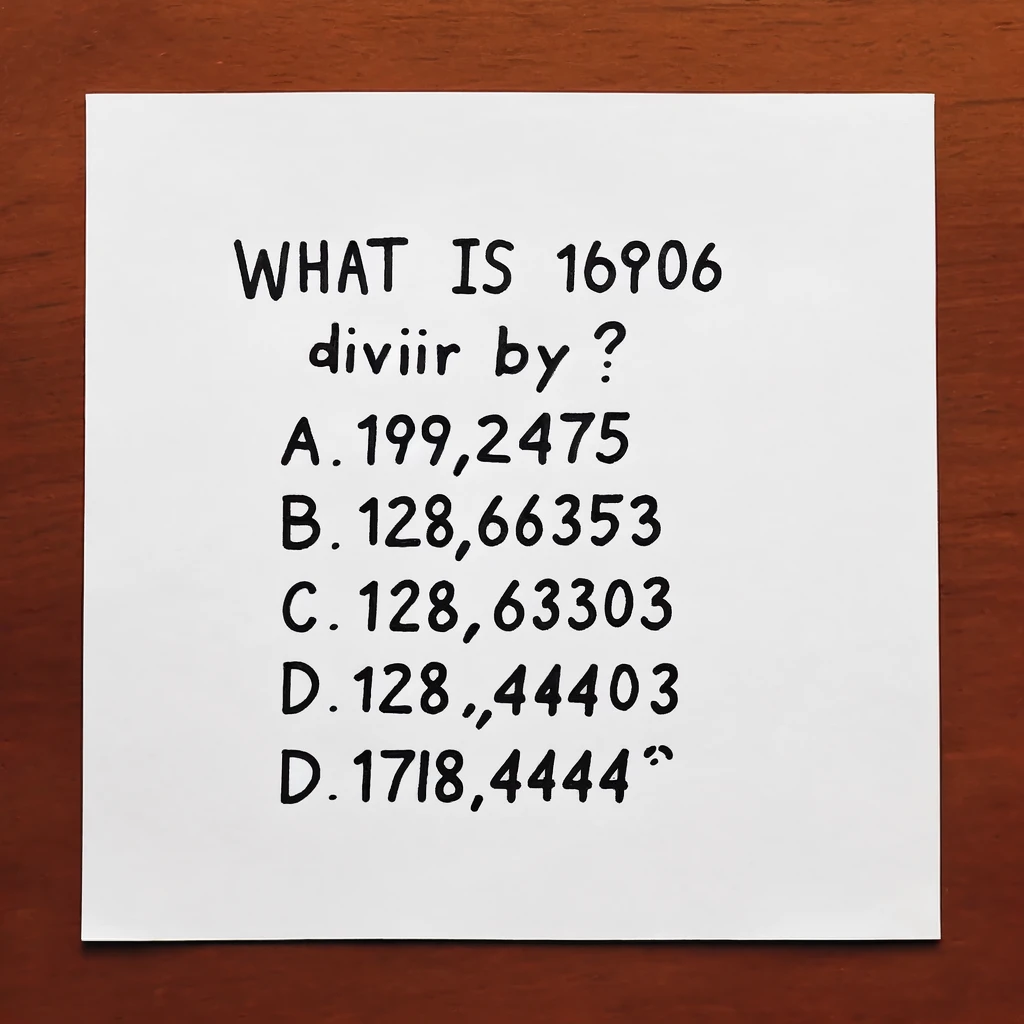 WHAT IS 16906
diviir by ?
A. 199,2475
B. 128,66353
C. 128,63303
D. 128,,44403
D. 1718,4444